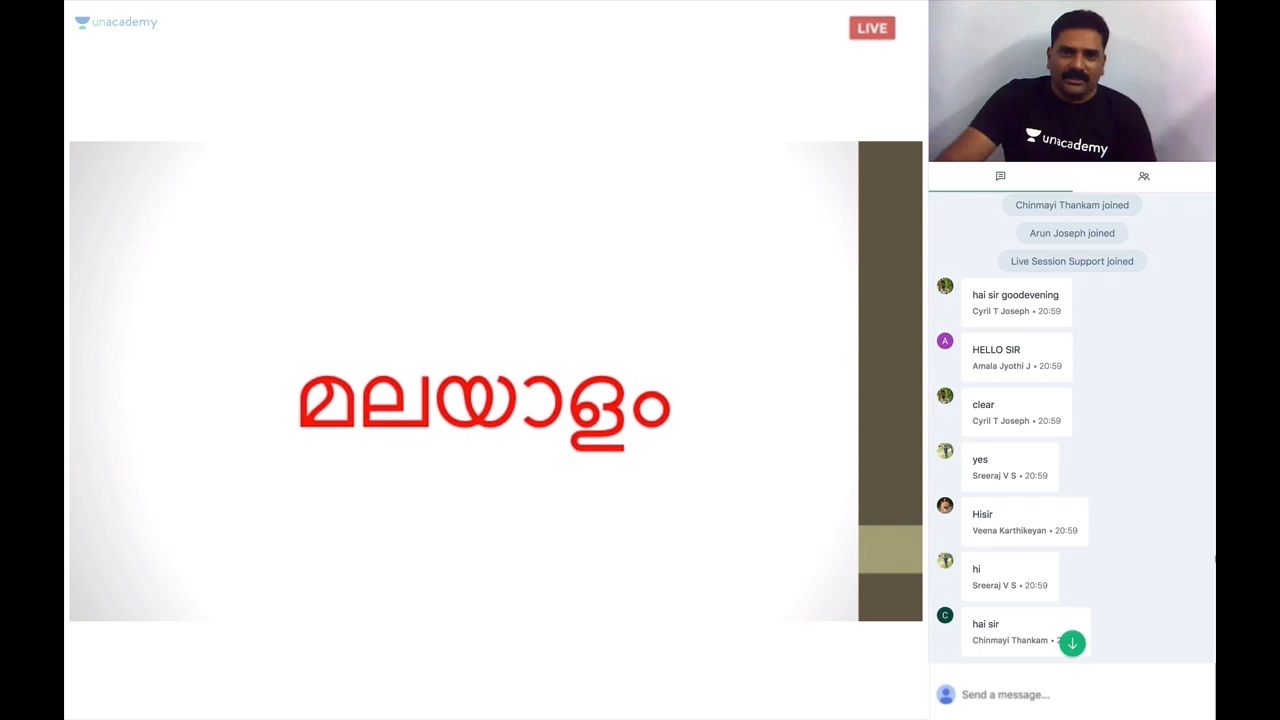 unacademy
LIVE
മലയാളം
unacademy
Chinmayi Thankam joined
Arun Joseph joined
Live Session Support joined
hai sir goodevening
Cyril T Joseph • 20:59
A
HELLO SIR
Amala Jyothi J • 20:59
clear
Cyril T Joseph • 20:59
yes
Sreeraj V S • 20:59
Hisir
Veena Karthikeyan • 20:59
hi
Sreeraj V S • 20:59
C
hai sir
Chinmayi Thankam •
Send a message...